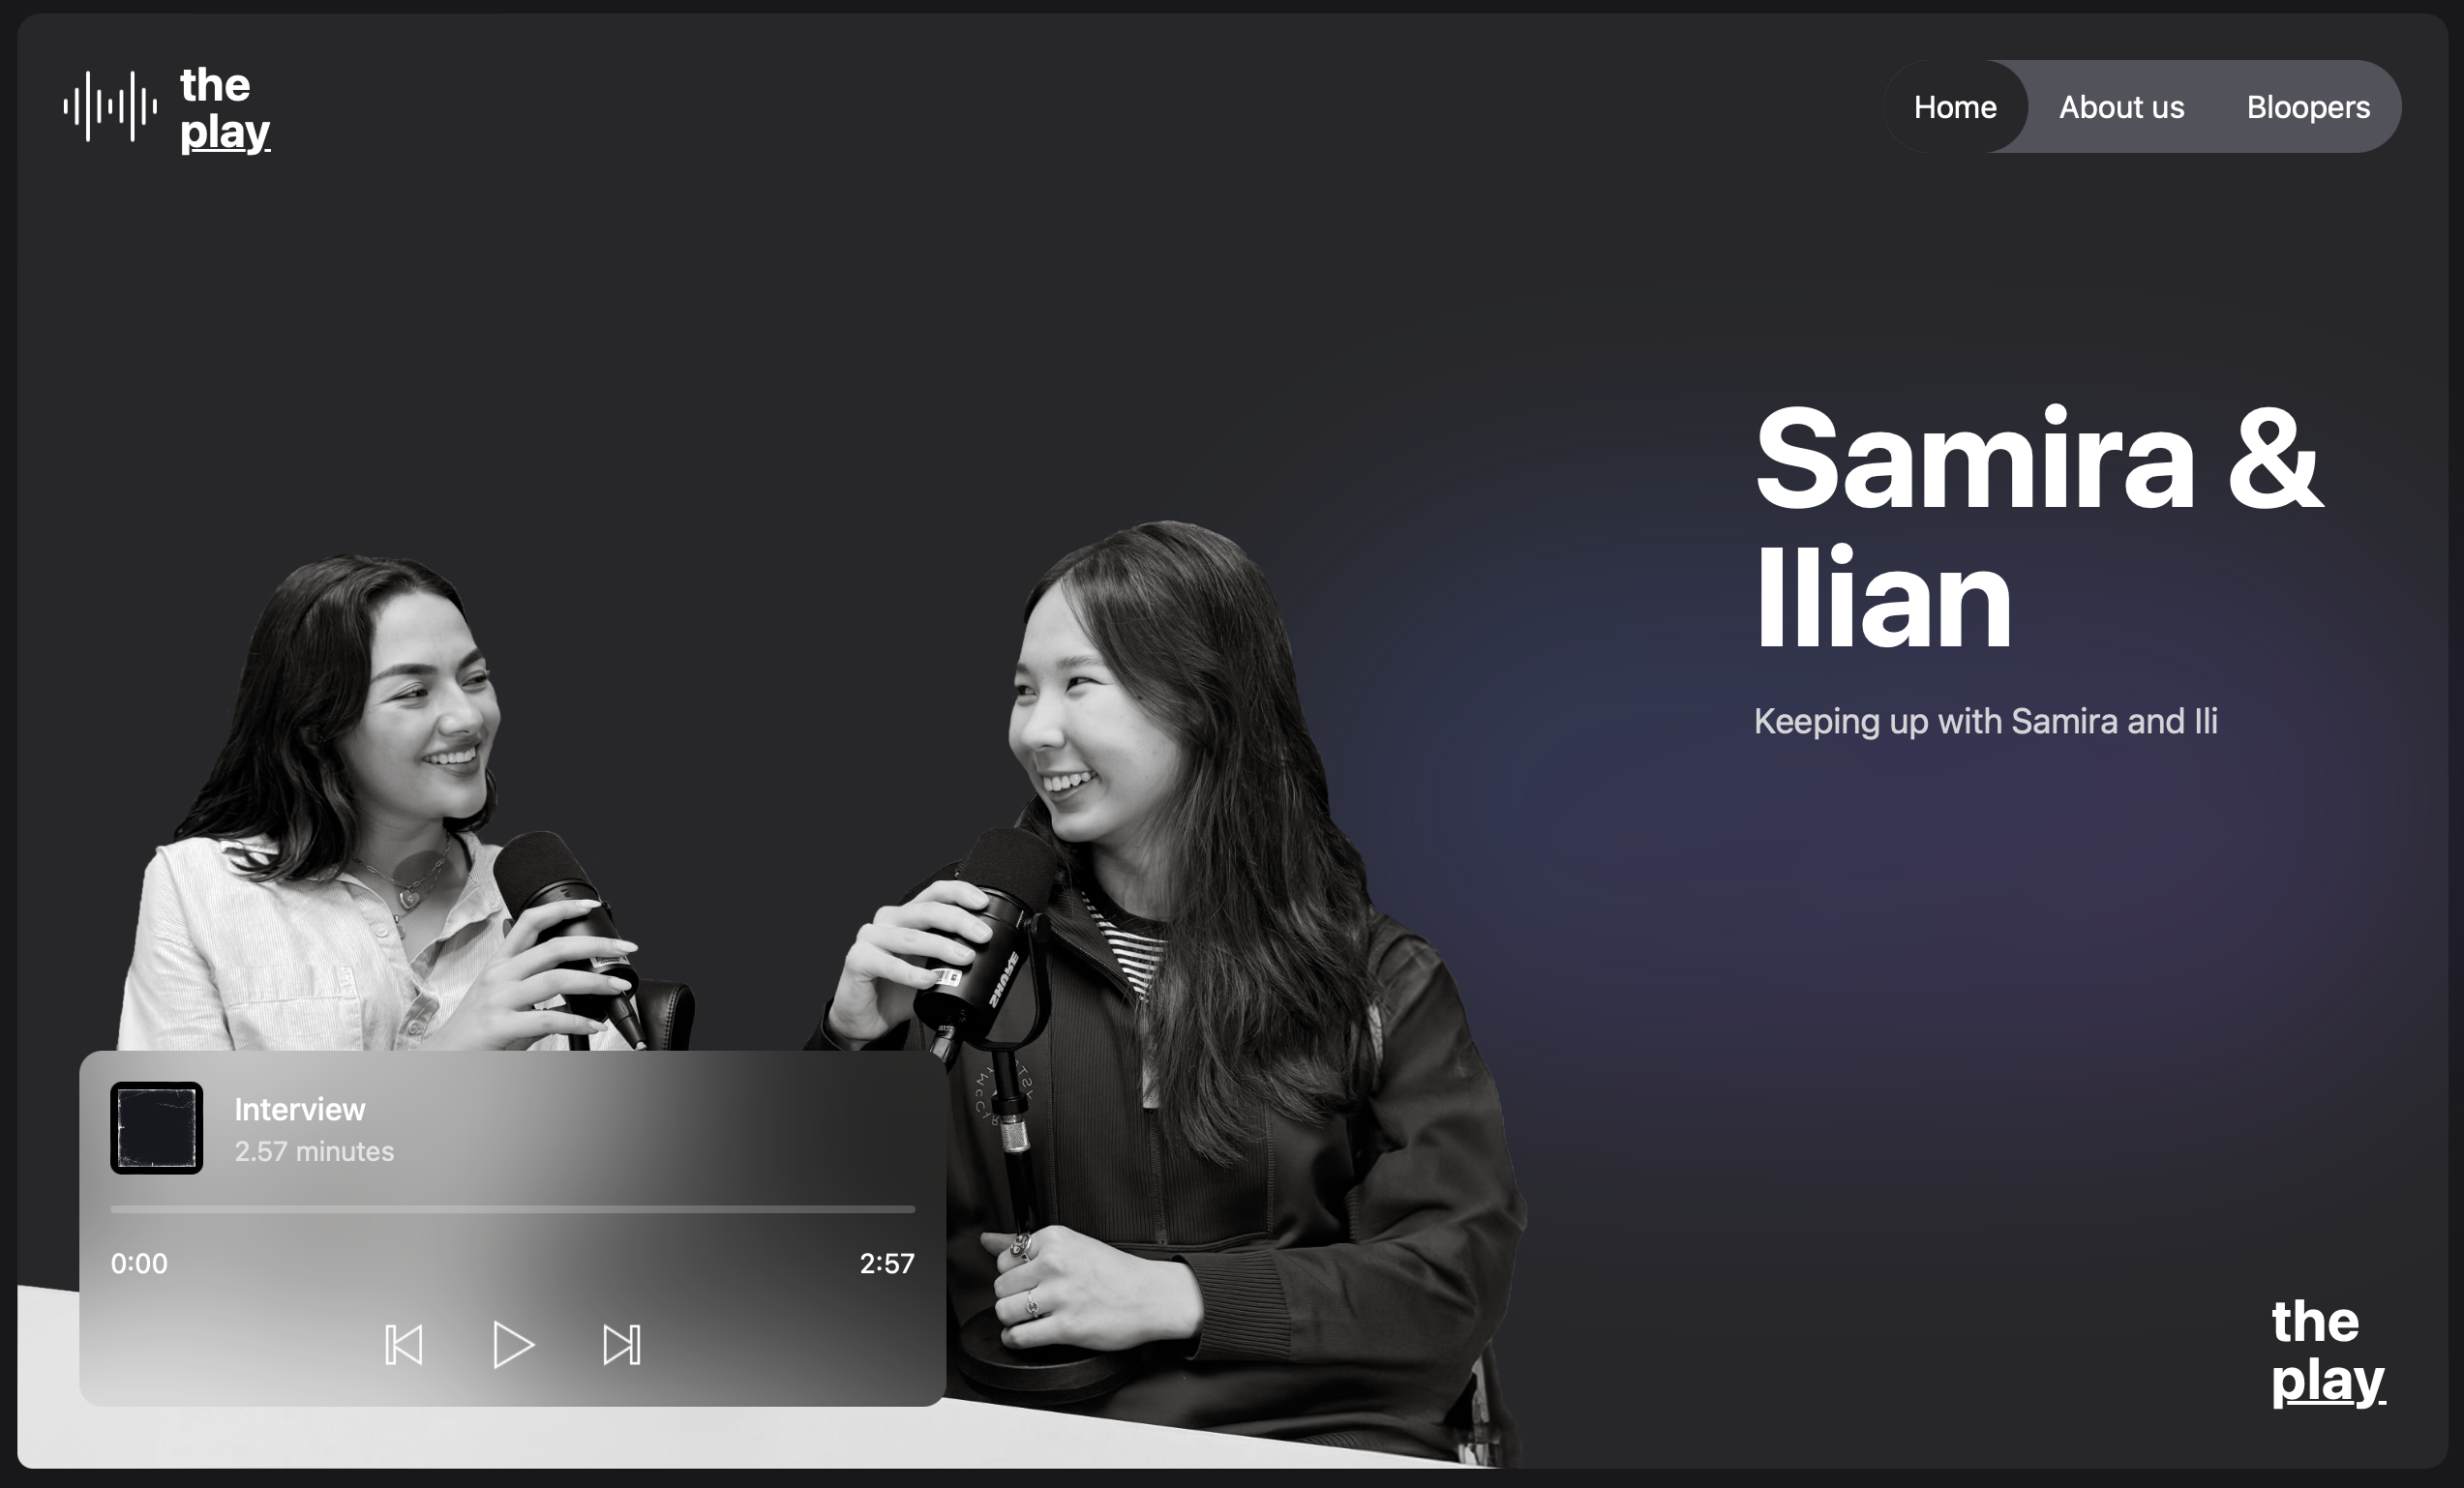 the
play
Home
About us
Bloopers
Samira &
Ilian
Keeping up with Samira and Ili
SHURE
Interview
2.57 minutes
0:00
2:57
the
play